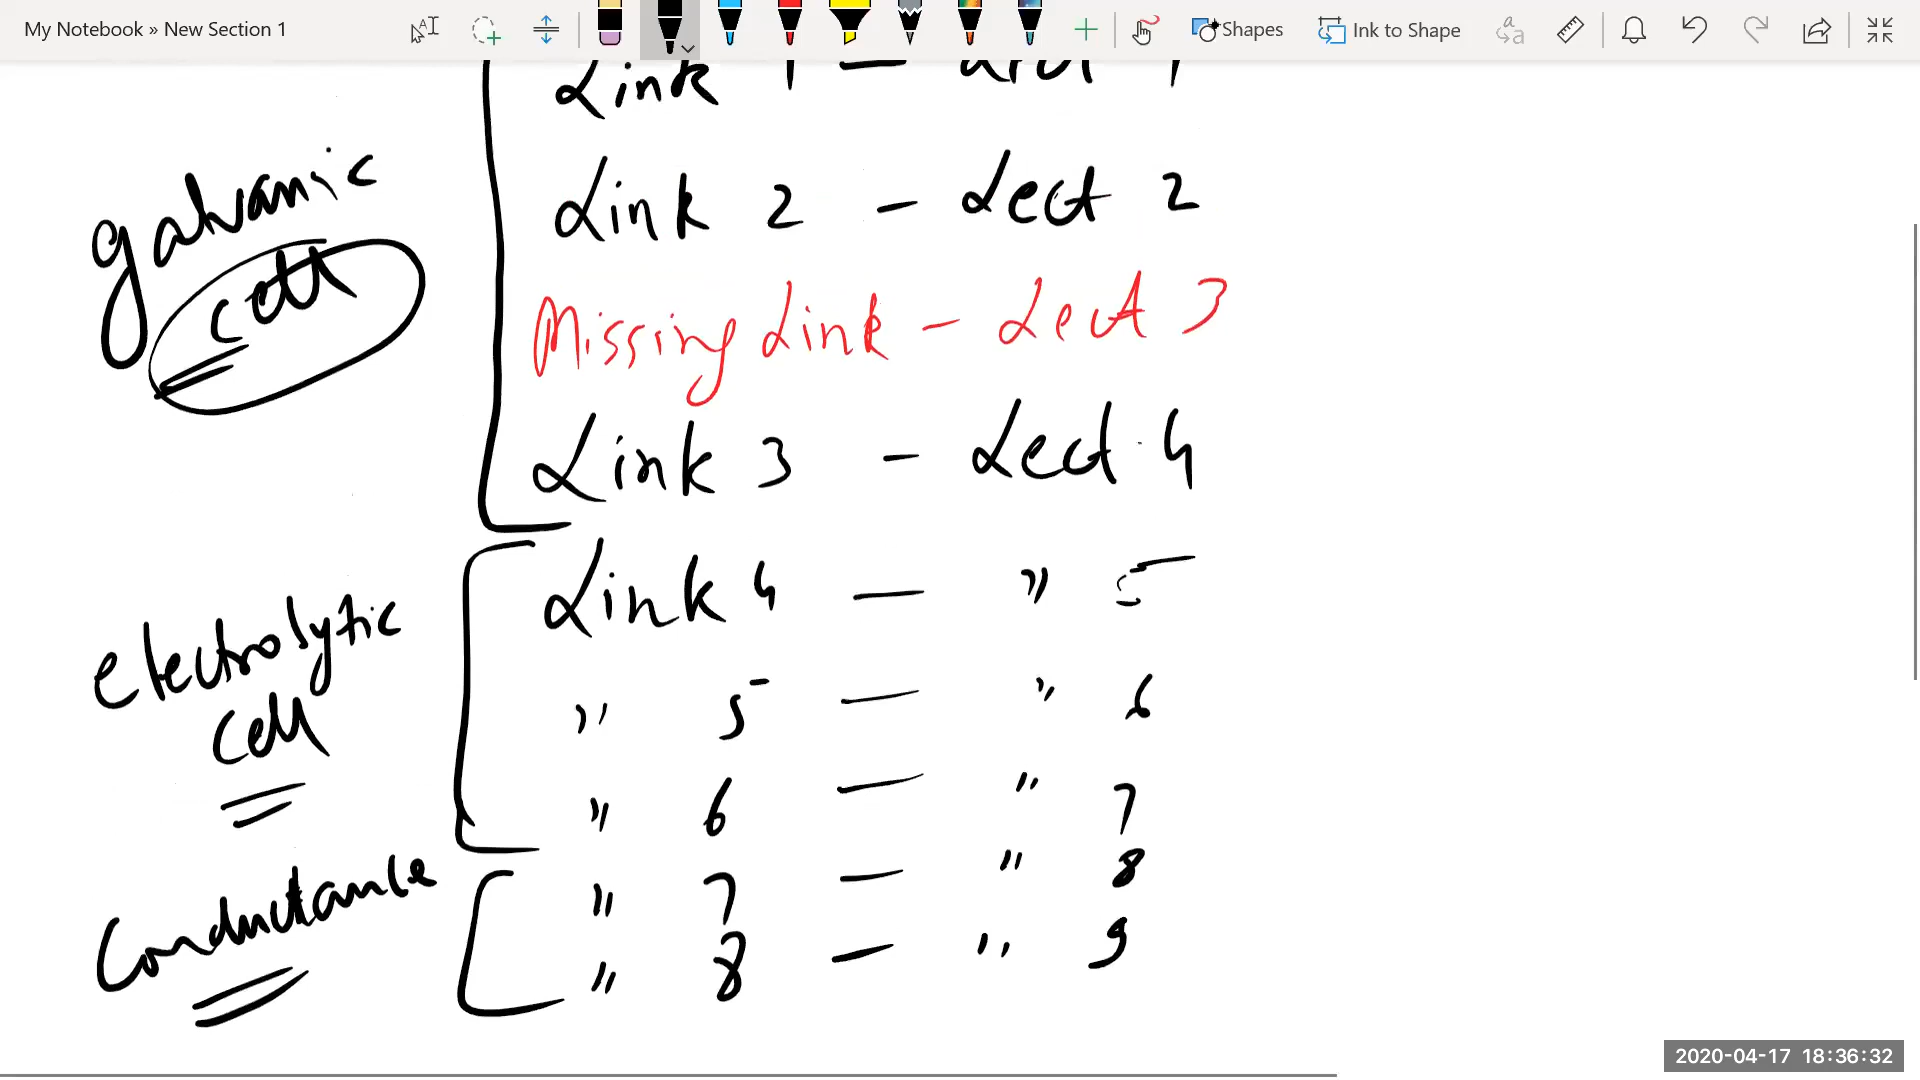 My Notebook » New Section 1
Shapes
Ink to Shape
Link 1 - Lect 1
galvanic
cell
Link 2 - Lect 2
Missing Link - Lect 3
Link 3 - Lect 4
electrolytic
cell
Link 4 — " 5
" 5 — " 6
" 6 — " 7
Conductance
" 7 — " 8
" 8 — " 9
2020-04-17 18:36:32